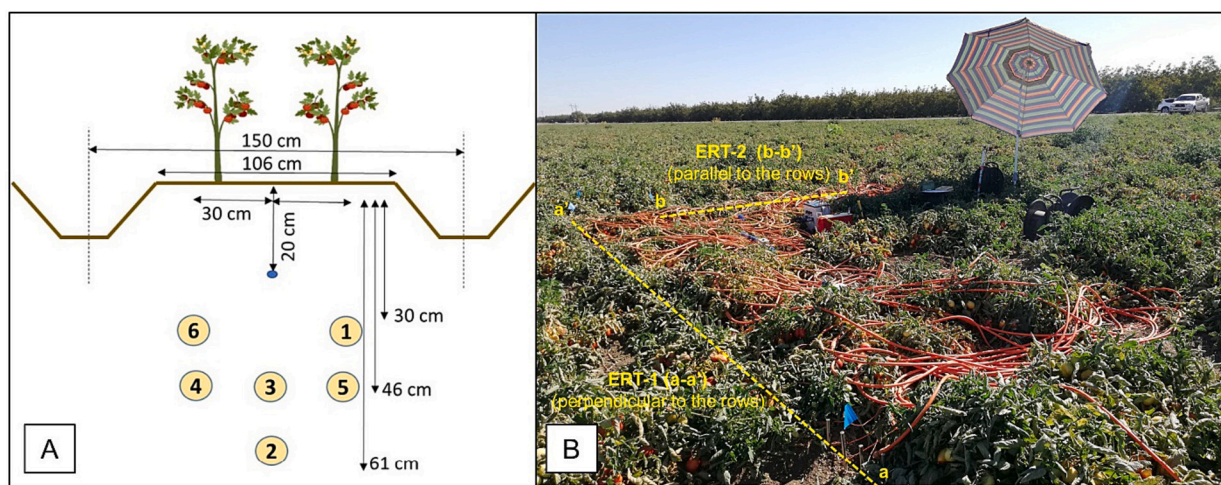 150 cm
106 cm
30 cm
20 cm
30 cm
6
1
4
3
5
46 cm
2
61 cm
A
ERT-2 (b-b')
(parallel to the rows)
b'
b
a
ERT-1 (a-a')
(perpendicular to the rows)
a
B